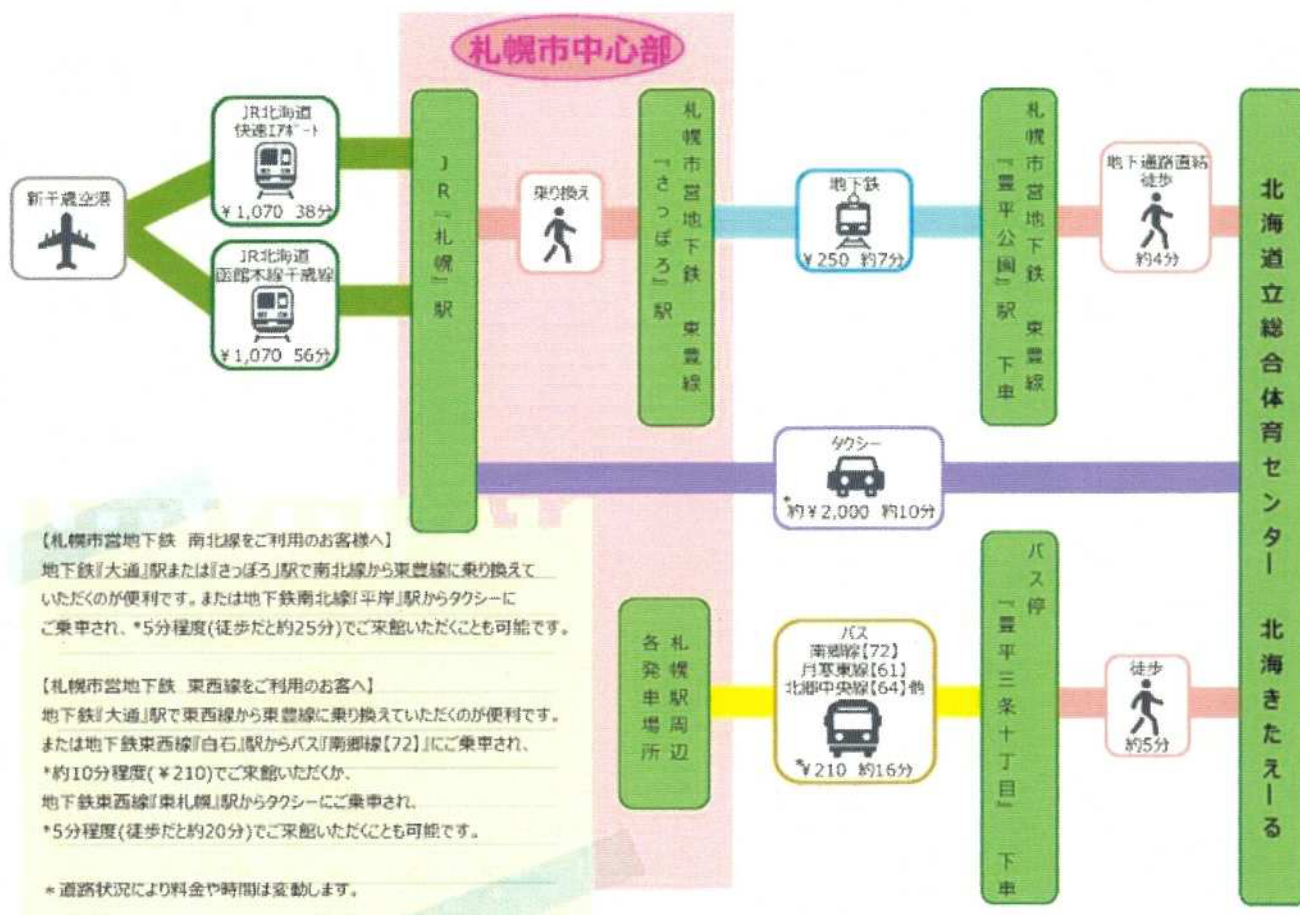 札幌市中心部
新千歳空港
JR北海道
快速エアポート
¥1,070 38分
JR北海道
函館本線千歳線
¥1,070 56分
JR『札幌』駅
乗り換え
札幌市営地下鉄 東豊線
『さっぽろ』駅
地下鉄
¥250 約7分
札幌市営地下鉄 東豊線
『豊平公園』駅 下車
地下通路直結
徒歩
約4分
北海道立総合体育センター 北海きたえーる
タクシー
*約¥2,000 約10分
札幌駅周辺
各発車場所
バス
南郷線【72】
月寒東線【61】
北郷中央線【64】他
*¥210 約16分
バス停
『豊平三条十丁目』 下車
徒歩
約5分
【札幌市営地下鉄 南北線をご利用のお客様へ】
地下鉄『大通』駅または『さっぽろ』駅で南北線から東豊線に乗り換えて
いただくのが便利です。または地下鉄南北線『平岸』駅からタクシーに
ご乗車され、*5分程度(徒歩だと約25分)でご来館いただくことも可能です。
【札幌市営地下鉄 東西線をご利用のお客へ】
地下鉄『大通』駅で東西線から東豊線に乗り換えていただくのが便利です。
または地下鉄東西線『白石』駅からバス『南郷線【72】』にご乗車され、
*約10分程度(¥210)でご来館いただくか、
地下鉄東西線『東札幌』駅からタクシーにご乗車され、
*5分程度(徒歩だと約20分)でご来館いただくことも可能です。
*道路状況により料金や時間は変動します。